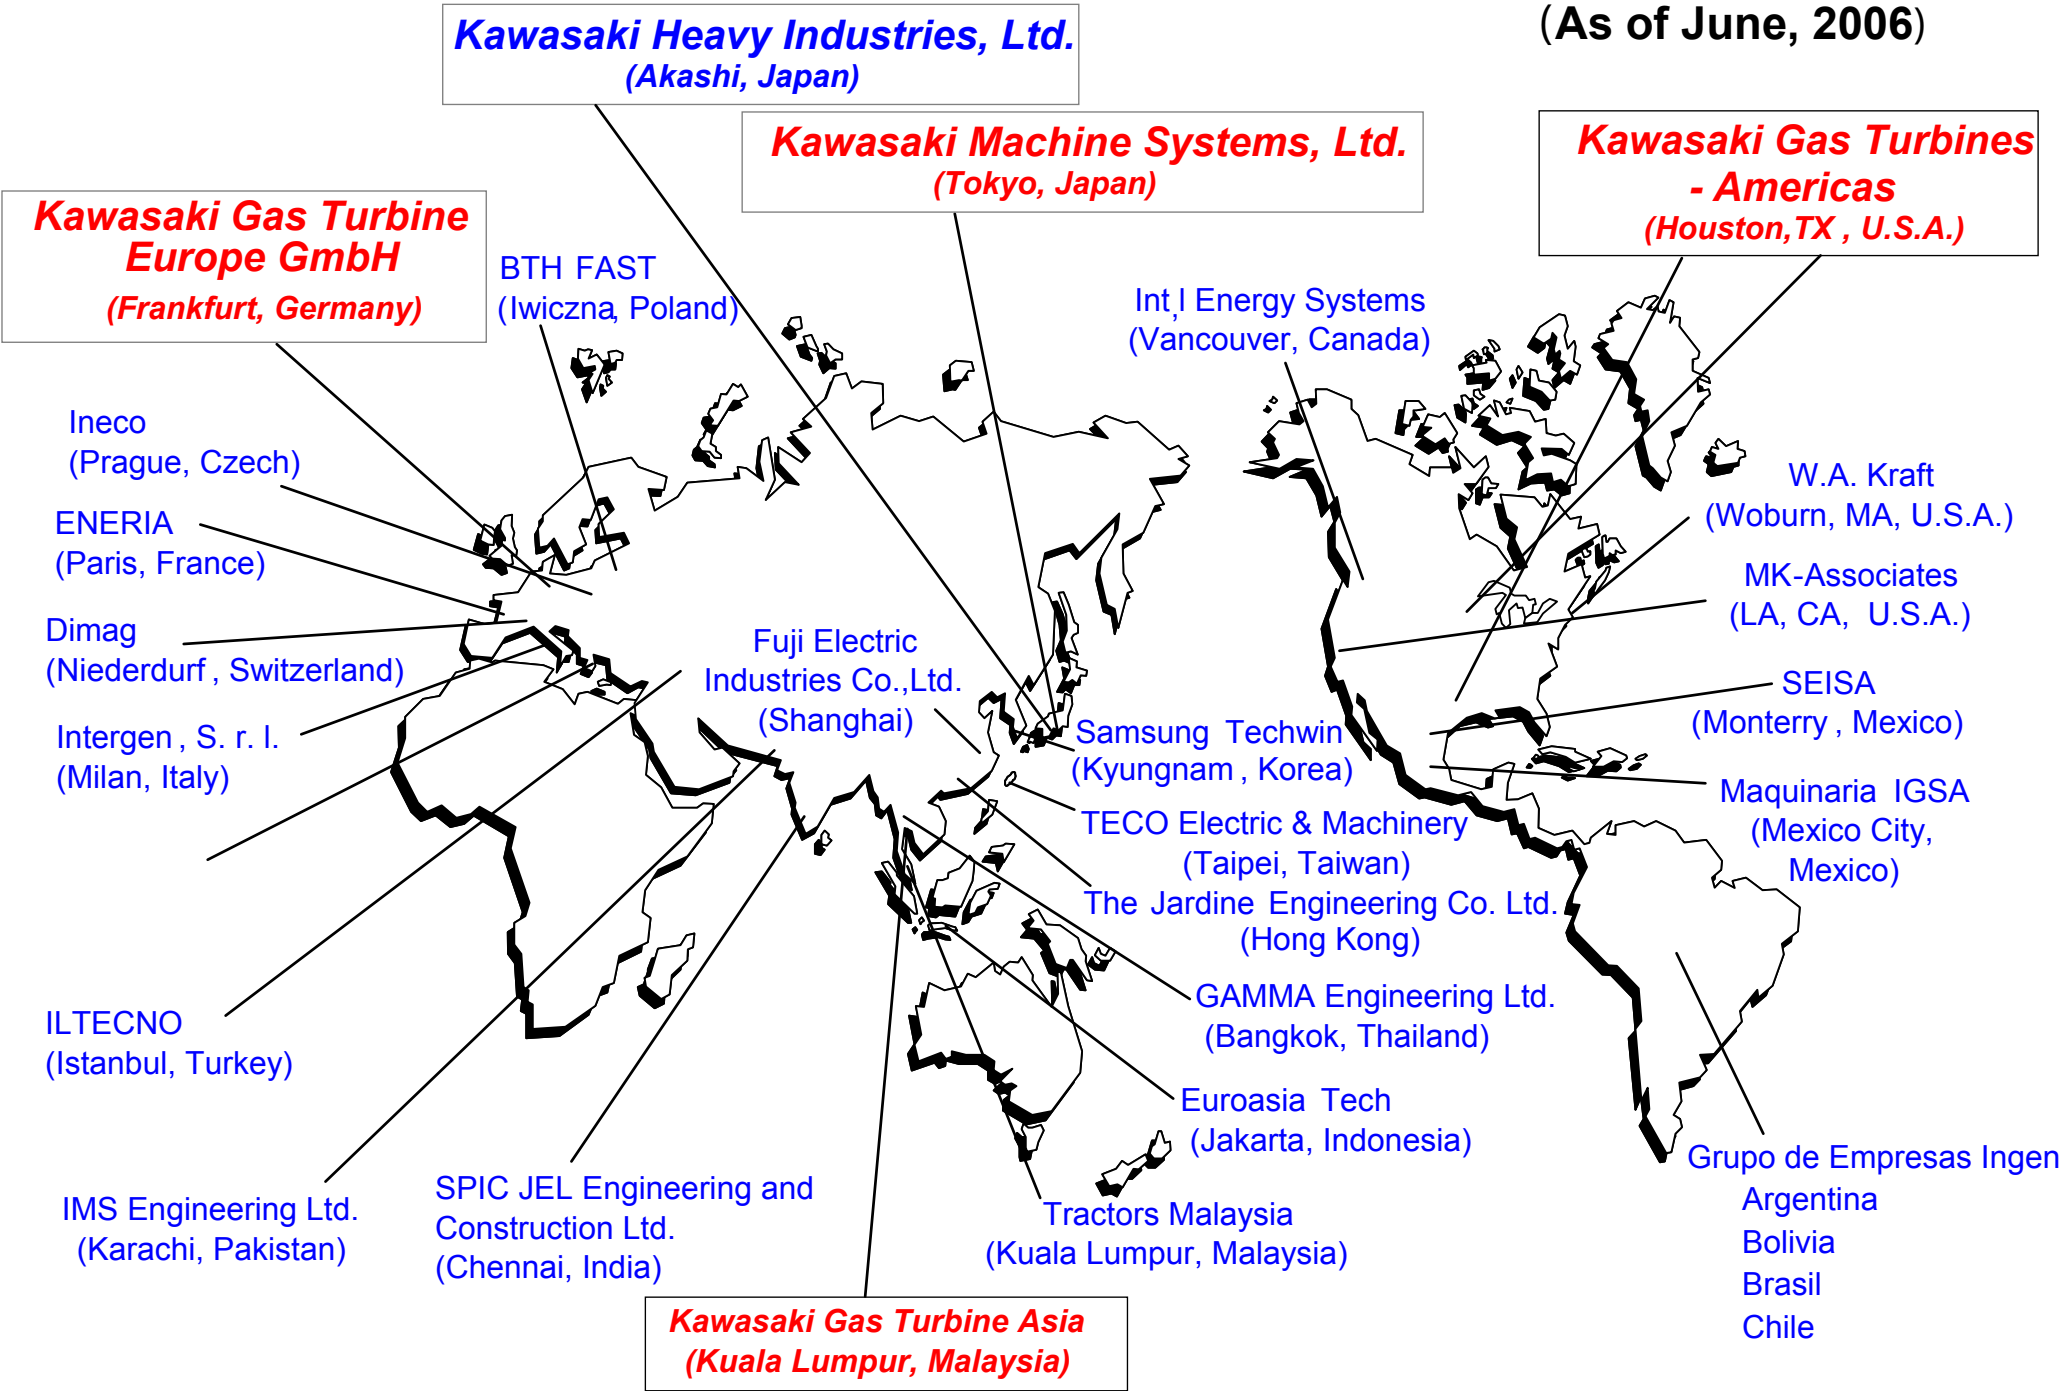 (As of June, 2006)
Kawasaki Heavy Industries, Ltd.
(Akashi, Japan)
Kawasaki Machine Systems, Ltd.
(Tokyo, Japan)
Kawasaki Gas Turbines
- Americas
(Houston,TX , U.S.A.)
Kawasaki Gas Turbine
Europe GmbH
(Frankfurt, Germany)
BTH FAST
(Iwiczna, Poland)
Int,l Energy Systems
(Vancouver, Canada)
Ineco
(Prague, Czech)
ENERIA
(Paris, France)
Dimag
(Niederdurf , Switzerland)
Intergen , S. r. l.
(Milan, Italy)
Fuji Electric
Industries Co.,Ltd.
(Shanghai)
W.A. Kraft
(Woburn, MA, U.S.A.)
MK-Associates
(LA, CA, U.S.A.)
SEISA
(Monterry , Mexico)
Samsung Techwin
(Kyungnam , Korea)
Maquinaria IGSA
(Mexico City,
Mexico)
TECO Electric & Machinery
(Taipei, Taiwan)
The Jardine Engineering Co. Ltd.
(Hong Kong)
GAMMA Engineering Ltd.
(Bangkok, Thailand)
ILTECNO
(Istanbul, Turkey)
Euroasia Tech
(Jakarta, Indonesia)
IMS Engineering Ltd.
(Karachi, Pakistan)
SPIC JEL Engineering and
Construction Ltd.
(Chennai, India)
Tractors Malaysia
(Kuala Lumpur, Malaysia)
Grupo de Empresas Ingen
Argentina
Bolivia
Brasil
Chile
Kawasaki Gas Turbine Asia
(Kuala Lumpur, Malaysia)